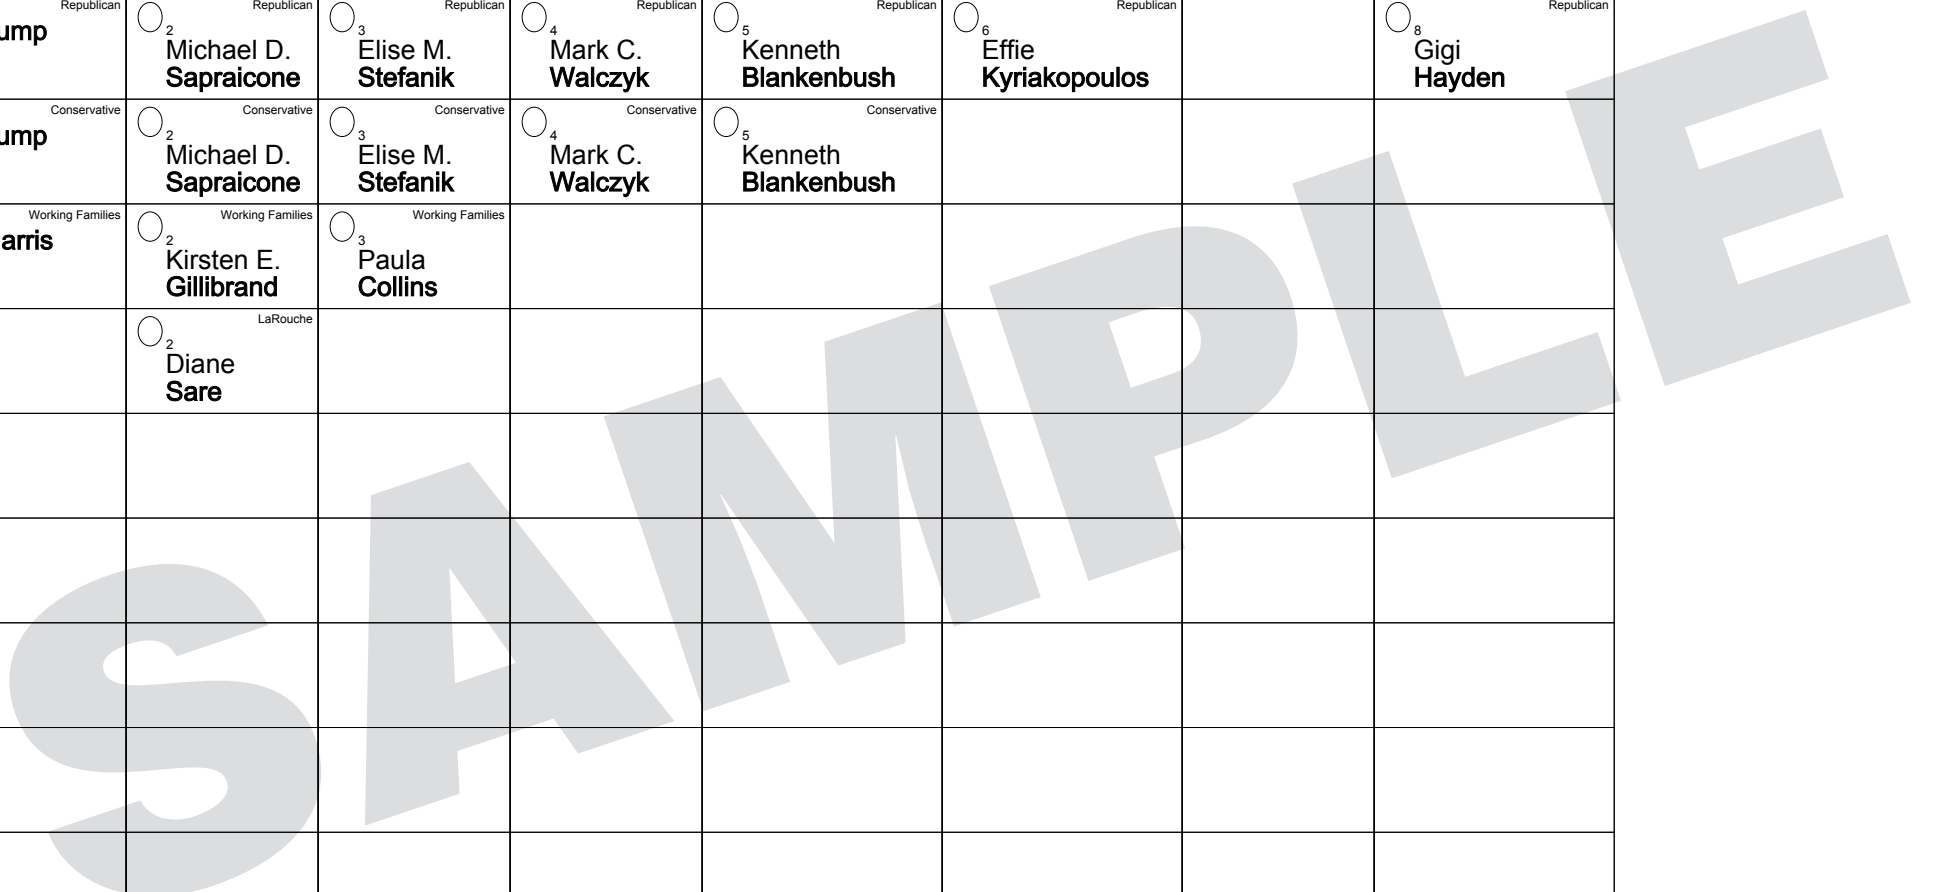 Republican
ump
Republican
2
Michael D.
Sapraicone
Republican
3
Elise M.
Stefanik
Republican
4
Mark C.
Walczyk
Republican
5
Kenneth
Blankenbush
Republican
6
Effie
Kyriakopoulos
Republican
8
Gigi
Hayden
Conservative
ump
Conservative
2
Michael D.
Sapraicone
Conservative
3
Elise M.
Stefanik
Conservative
4
Mark C.
Walczyk
Conservative
5
Kenneth
Blankenbush
Working Families
arris
Working Families
2
Kirsten E.
Gillibrand
Working Families
3
Paula
Collins
LaRouche
2
Diane
Sare
SAMPLE